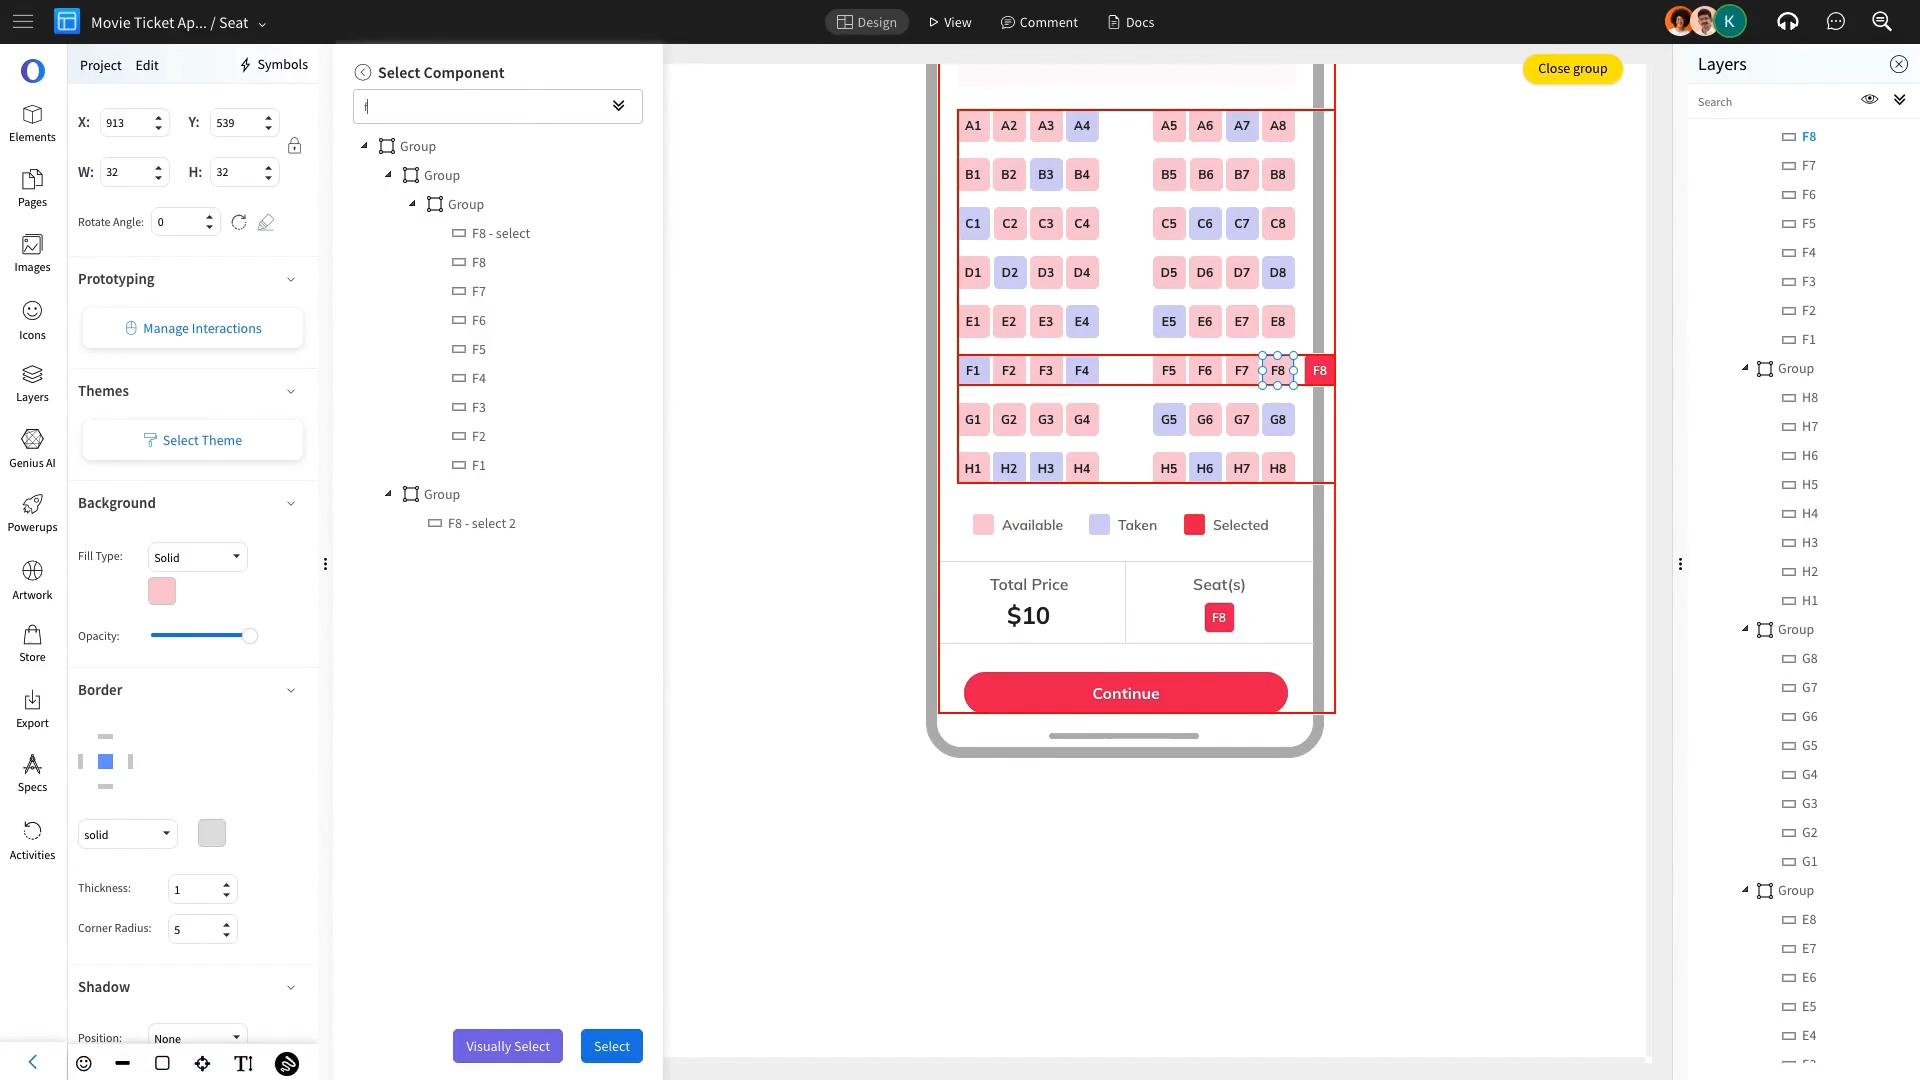 Movie Ticket Ap... / Seat
Design
View
Comment
Docs
K
Project
Edit
Symbols
Select Component
f
Close group
Layers
Search
X:
913
Y:
539
W:
32
H:
32
Rotate Angle:
0
Prototyping
Manage Interactions
Themes
Select Theme
Background
Fill Type:
Solid
Opacity:
Border
solid
Thickness:
1
Corner Radius:
5
Shadow
Position:
None
Elements
Pages
Images
Icons
Layers
Genius AI
Powerups
Artwork
Store
Export
Specs
Activities
Group
Group
Group
F8 - select
F8
F7
F6
F5
F4
F3
F2
F1
Group
F8 - select 2
Visually Select
Select
A1 A2 A3 A4 A5 A6 A7 A8
B1 B2 B3 B4 B5 B6 B7 B8
C1 C2 C3 C4 C5 C6 C7 C8
D1 D2 D3 D4 D5 D6 D7 D8
E1 E2 E3 E4 E5 E6 E7 E8
F1 F2 F3 F4 F5 F6 F7 F8 F8
G1 G2 G3 G4 G5 G6 G7 G8
H1 H2 H3 H4 H5 H6 H7 H8
Available
Taken
Selected
Total Price
$10
Seat(s)
F8
Continue
F8
F7
F6
F5
F4
F3
F2
F1
Group
H8
H7
H6
H5
H4
H3
H2
H1
Group
G8
G7
G6
G5
G4
G3
G2
G1
Group
E8
E7
E6
E5
E4